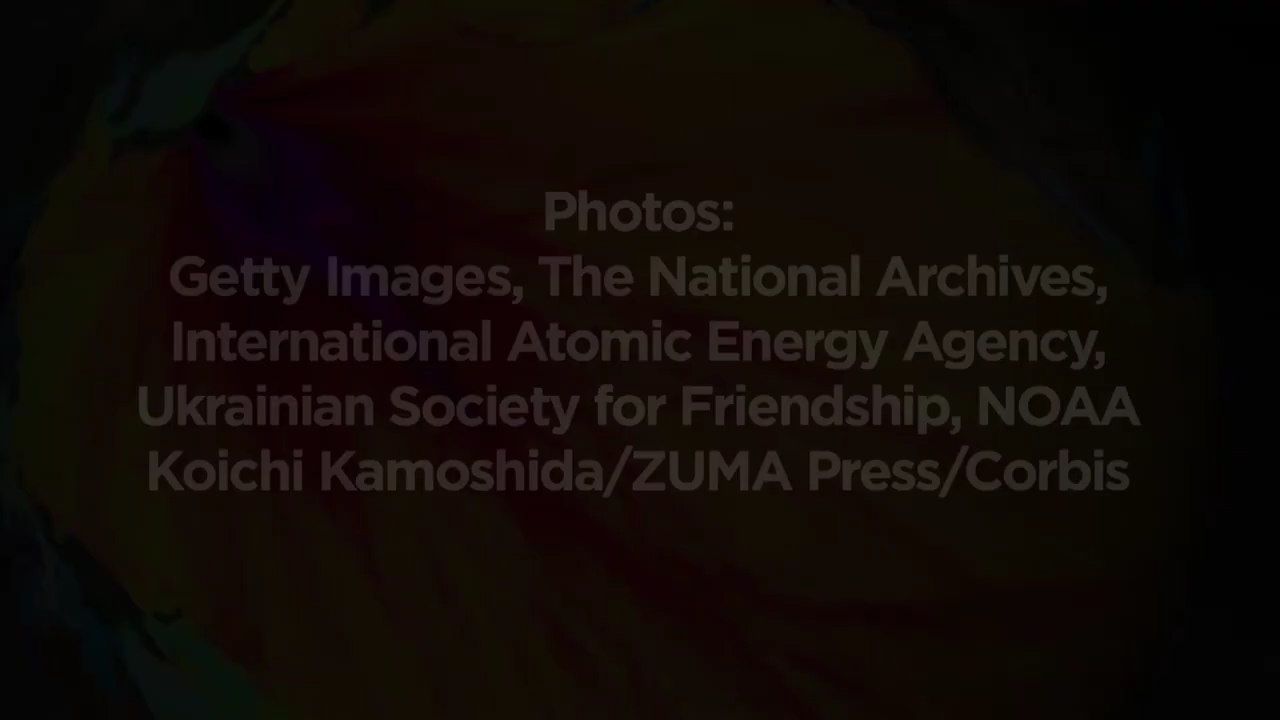 Photos:
Getty Images, The National Archives,
International Atomic Energy Agency,
Ukrainian Society for Friendship, NOAA
Koichi Kamoshida/ZUMA Press/Corbis